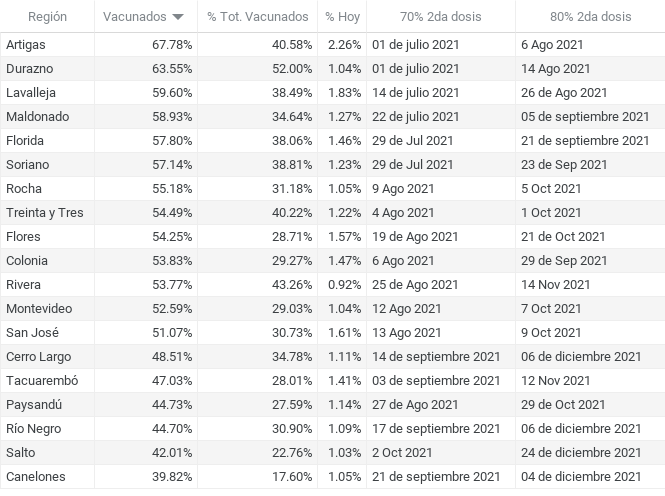 Región Vacunados % Tot. Vacunados % Hoy 70% 2da dosis 80% 2da dosis
Artigas 67.78% 40.58% 2.26% 01 de julio 2021 6 Ago 2021
Durazno 63.55% 52.00% 1.04% 01 de julio 2021 14 Ago 2021
Lavalleja 59.60% 38.49% 1.83% 14 de julio 2021 26 de Ago 2021
Maldonado 58.93% 34.64% 1.27% 22 de julio 2021 05 de septiembre 2021
Florida 57.80% 38.06% 1.46% 29 de Jul 2021 21 de septiembre 2021
Soriano 57.14% 38.81% 1.23% 29 de Jul 2021 23 de Sep 2021
Rocha 55.18% 31.18% 1.05% 9 Ago 2021 5 Oct 2021
Treinta y Tres 54.49% 40.22% 1.22% 4 Ago 2021 1 Oct 2021
Flores 54.25% 28.71% 1.57% 19 de Ago 2021 21 de Oct 2021
Colonia 53.83% 29.27% 1.47% 6 Ago 2021 29 de Sep 2021
Rivera 53.77% 43.26% 0.92% 25 de Ago 2021 14 Nov 2021
Montevideo 52.59% 29.03% 1.04% 12 Ago 2021 7 Oct 2021
San José 51.07% 30.73% 1.61% 13 Ago 2021 9 Oct 2021
Cerro Largo 48.51% 34.78% 1.11% 14 de septiembre 2021 06 de diciembre 2021
Tacuarembó 47.03% 28.01% 1.41% 03 de septiembre 2021 12 Nov 2021
Paysandú 44.73% 27.59% 1.14% 27 de Ago 2021 29 de Oct 2021
Río Negro 44.70% 30.90% 1.09% 17 de septiembre 2021 06 de diciembre 2021
Salto 42.01% 22.76% 1.03% 2 Oct 2021 24 de diciembre 2021
Canelones 39.82% 17.60% 1.05% 21 de septiembre 2021 04 de diciembre 2021